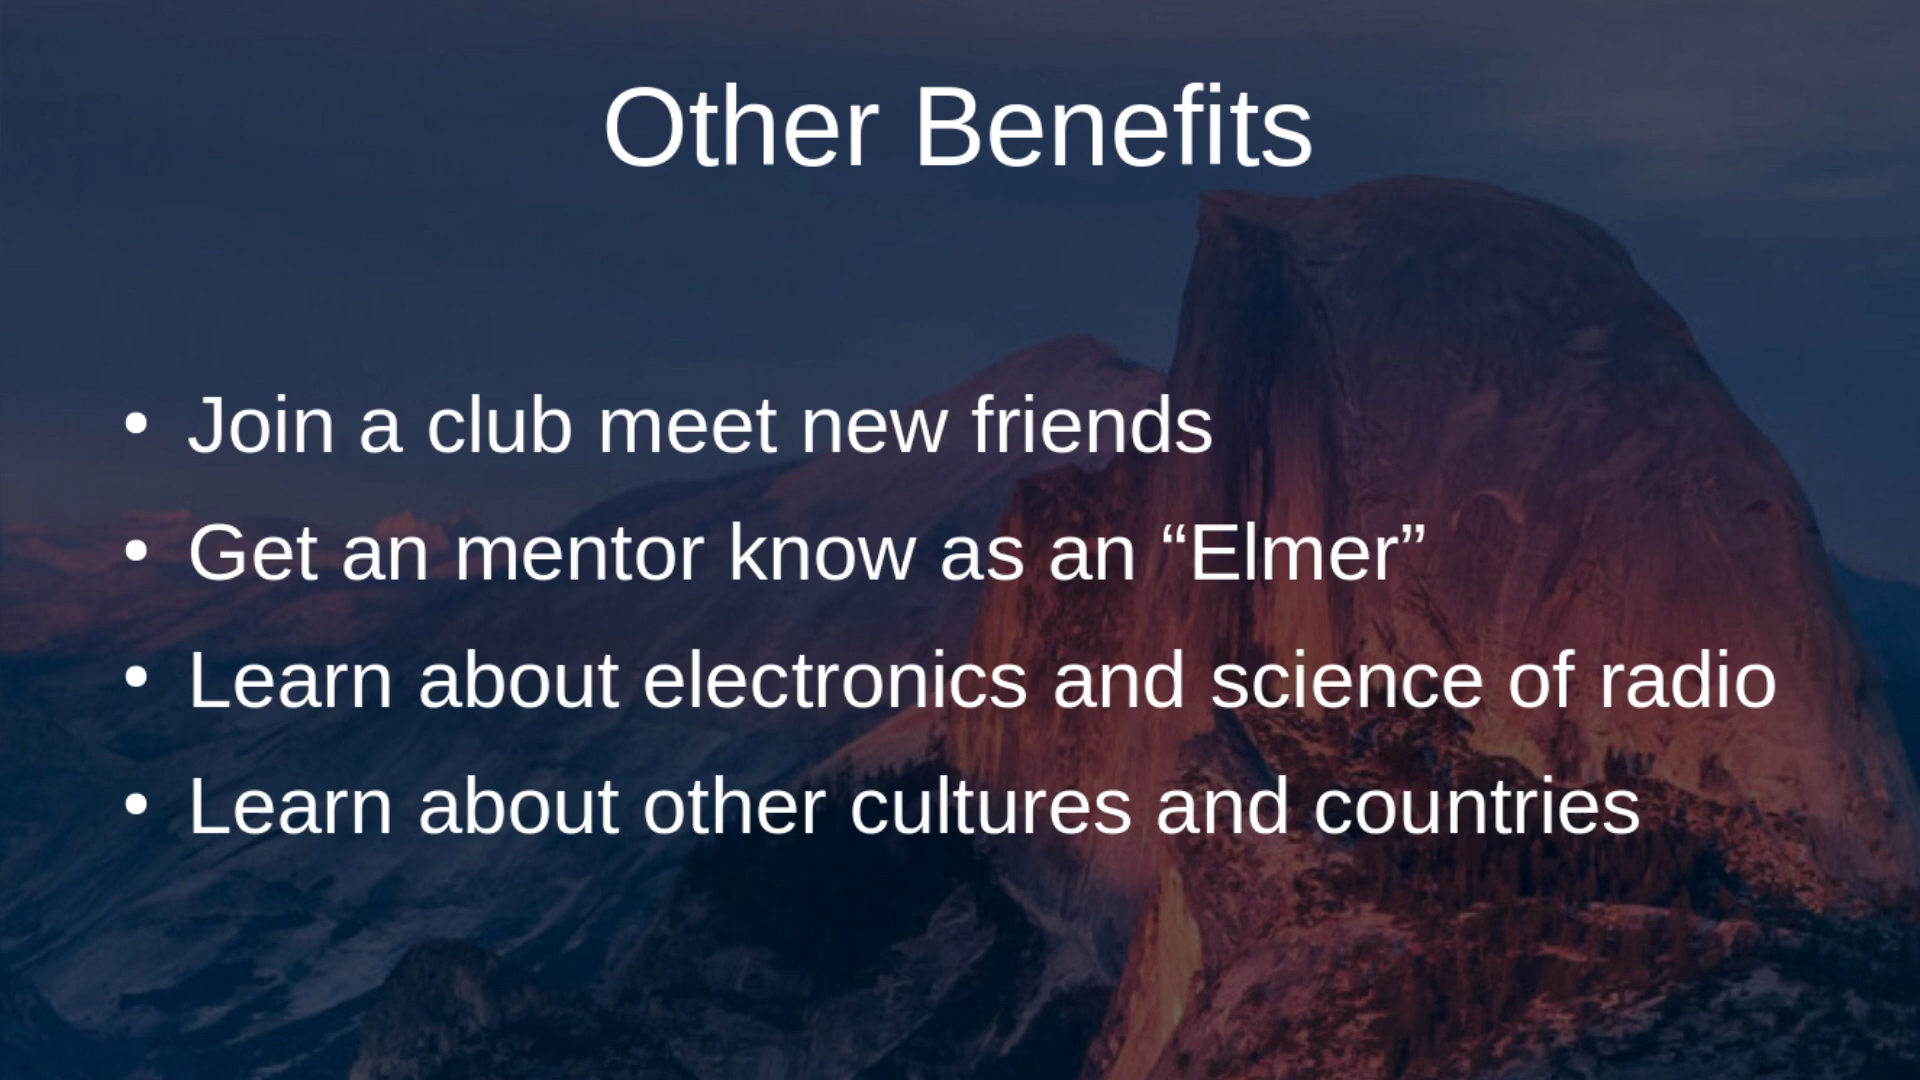 Other Benefits
• Join a club meet new friends
• Get an mentor know as an “Elmer”
• Learn about electronics and science of radio
• Learn about other cultures and countries